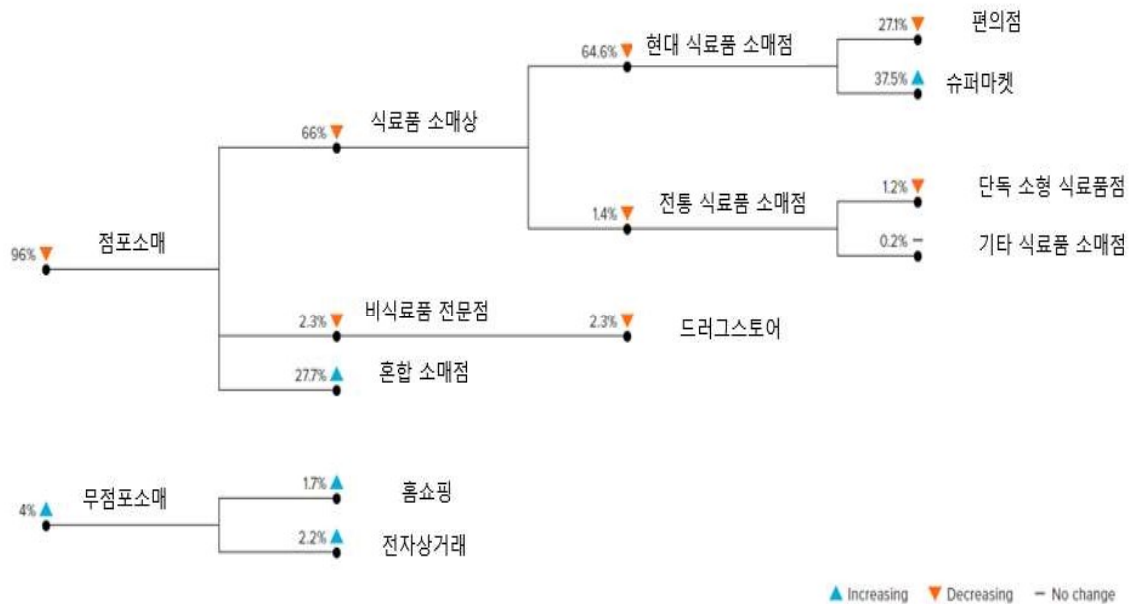 27.1% ▼ 편의점
64.6% ▼ 현대 식료품 소매점
37.5% ▲ 슈퍼마켓
66% ▼ 식료품 소매상
1.2% ▼ 단독 소형 식료품점
1.4% ▼ 전통 식료품 소매점
0.2% – 기타 식료품 소매점
96% ▼ 점포소매
2.3% ▼ 비식료품 전문점
2.3% ▼ 드러그스토어
27.7% ▲ 혼합 소매점
1.7% ▲ 홈쇼핑
4% ▲ 무점포소매
2.2% ▲ 전자상거래
▲ Increasing ▼ Decreasing – No change